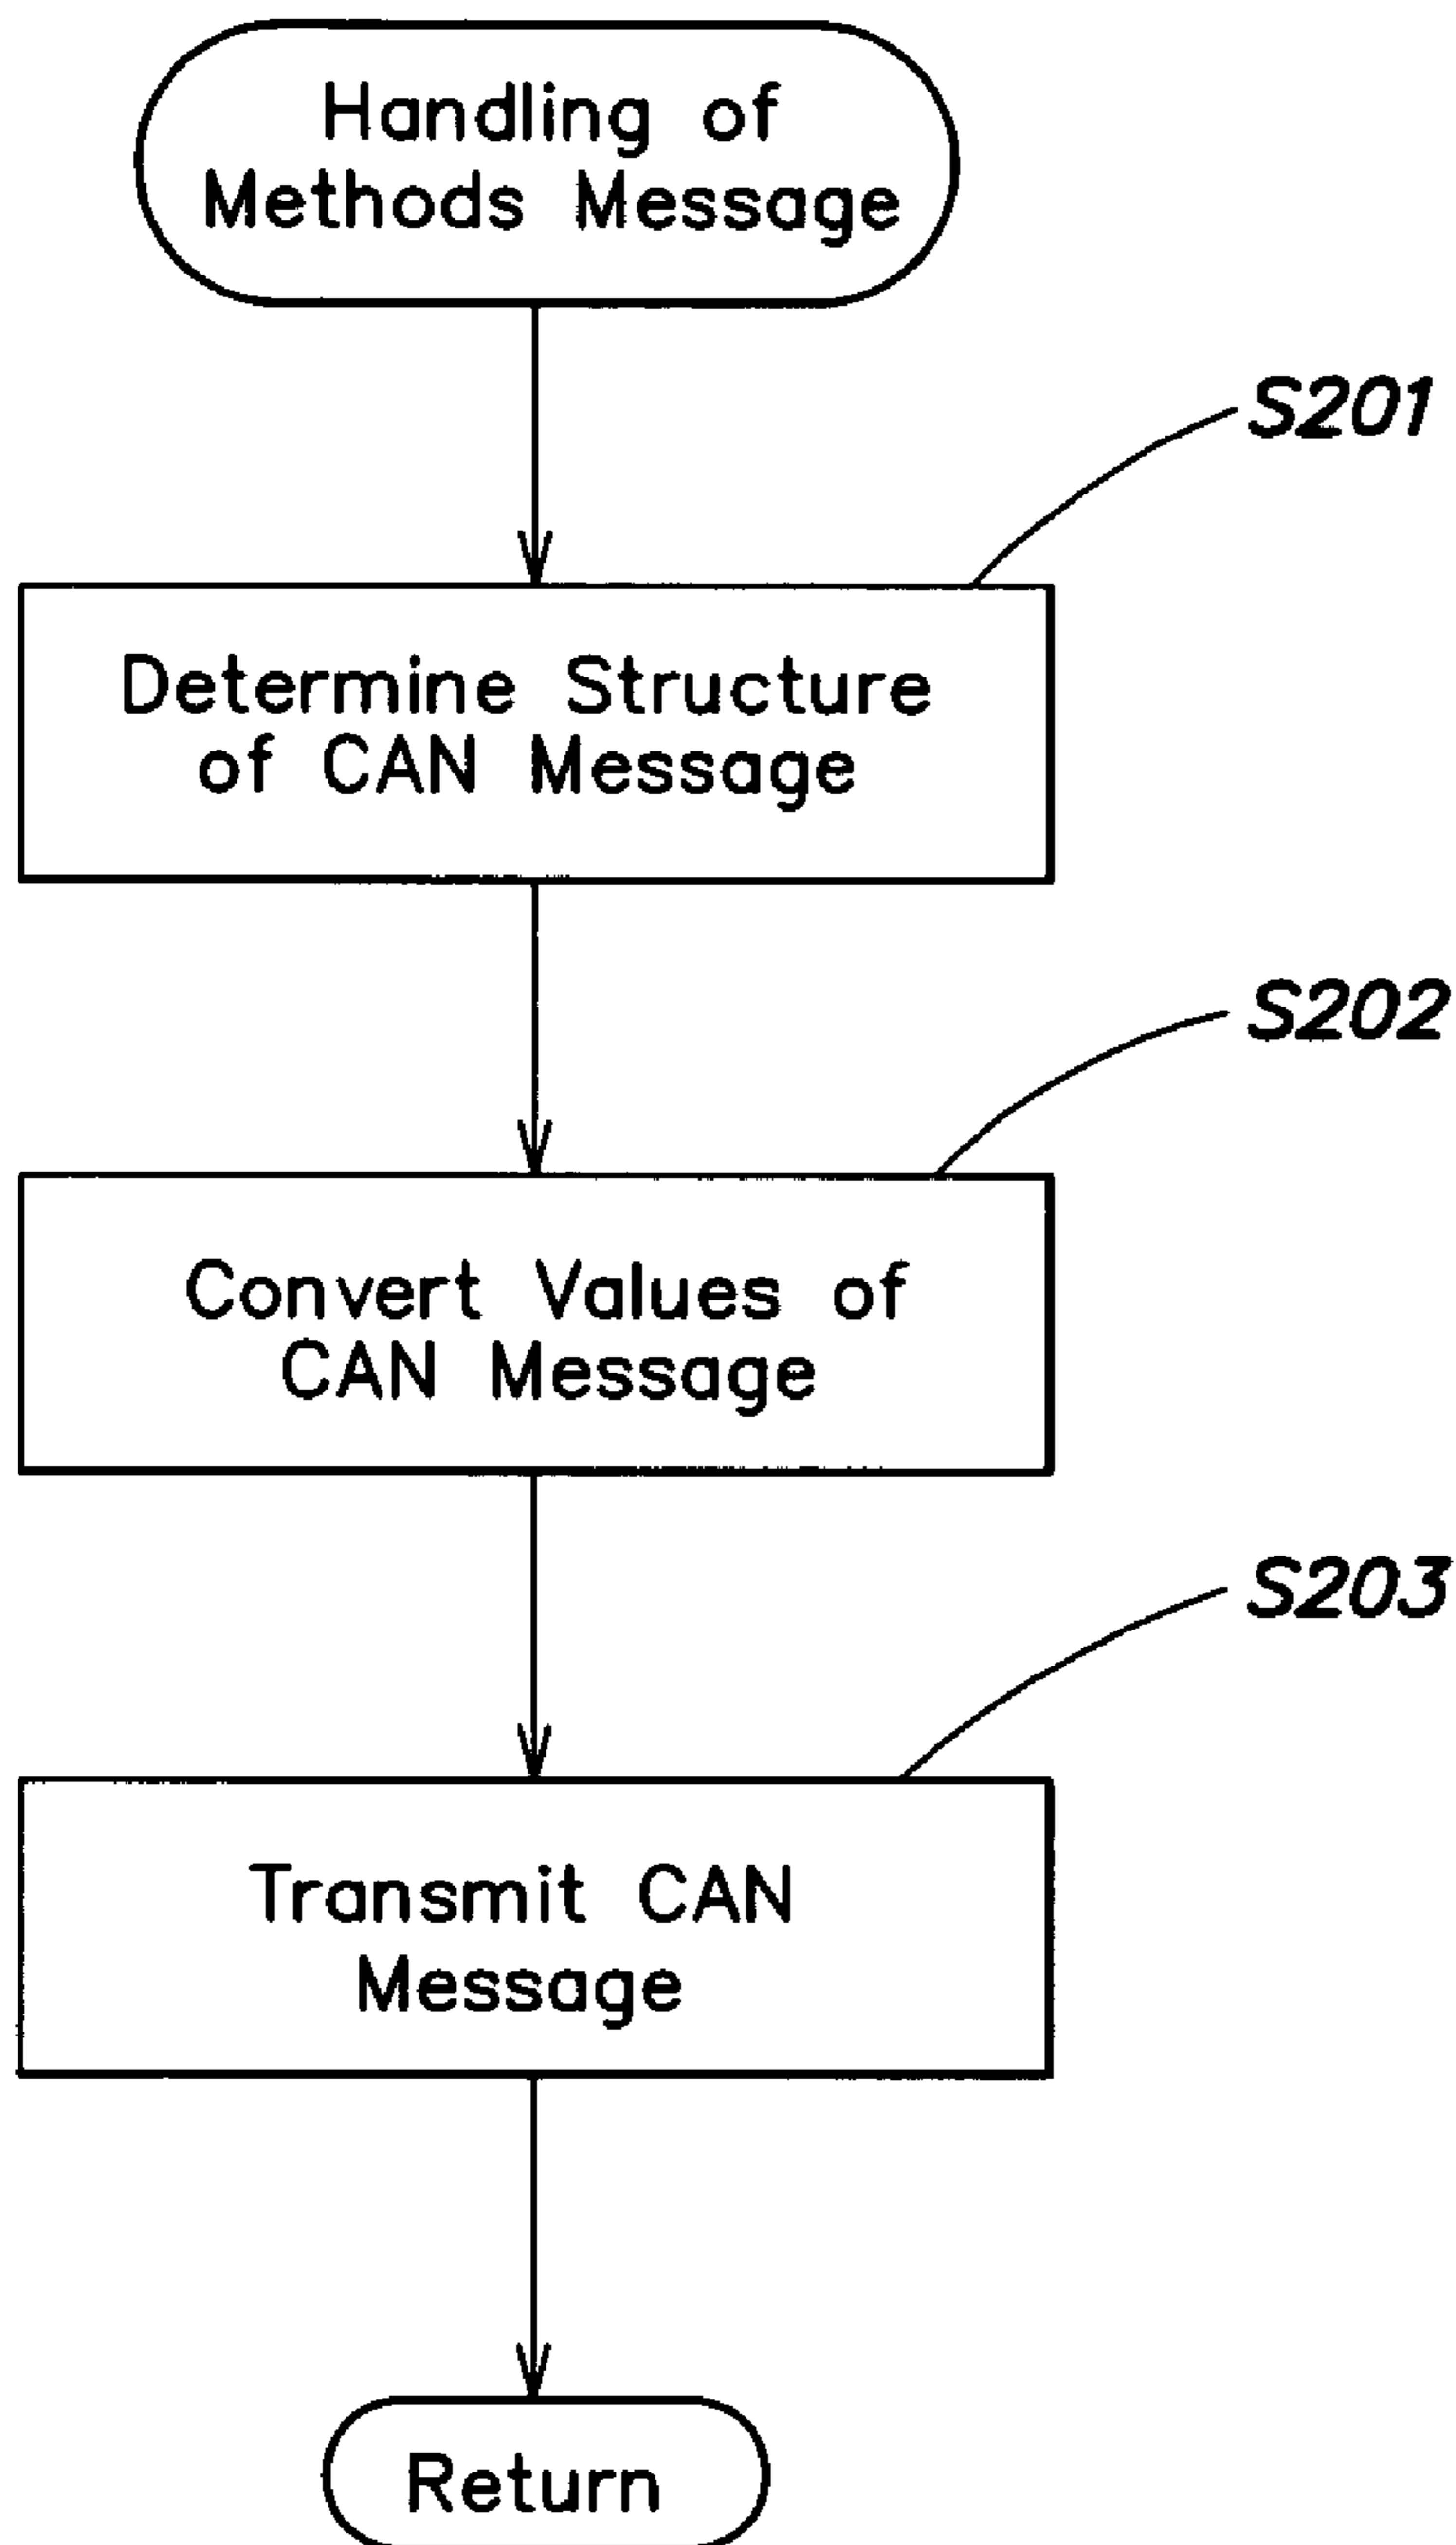 Handling of
Methods Message
S201
Determine Structure
of CAN Message
S202
Convert Values of
CAN Message
S203
Transmit CAN
Message
Return